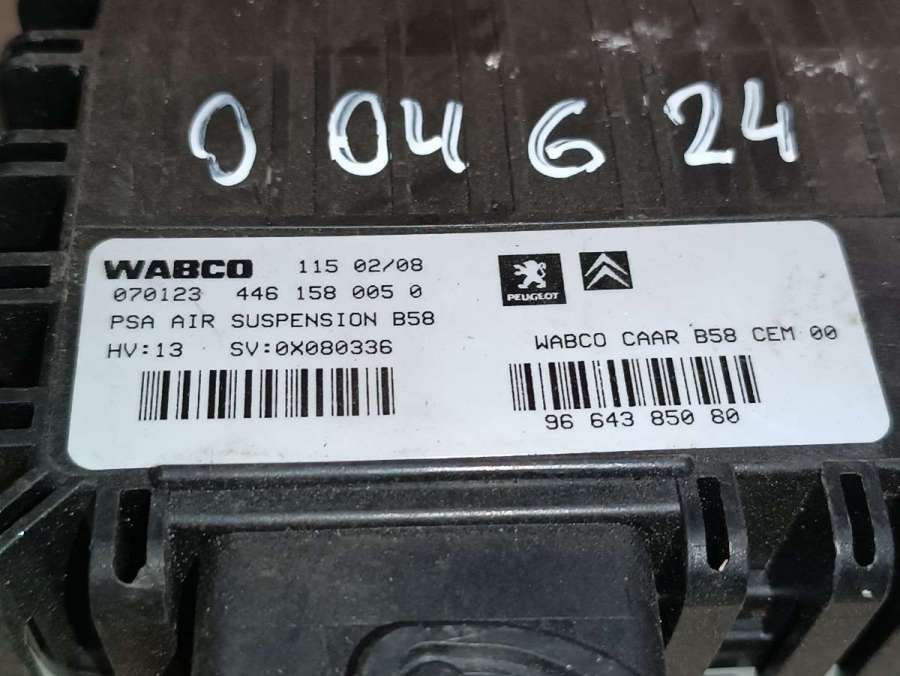 0 04 6 24
WABCO 115 02/08
070123 446 158 005 0
PSA AIR SUSPENSION B58
HV:13 SV:0X080336
PEUGEOT
WABCO CAAR B58 CEM 00
96 643 850 80